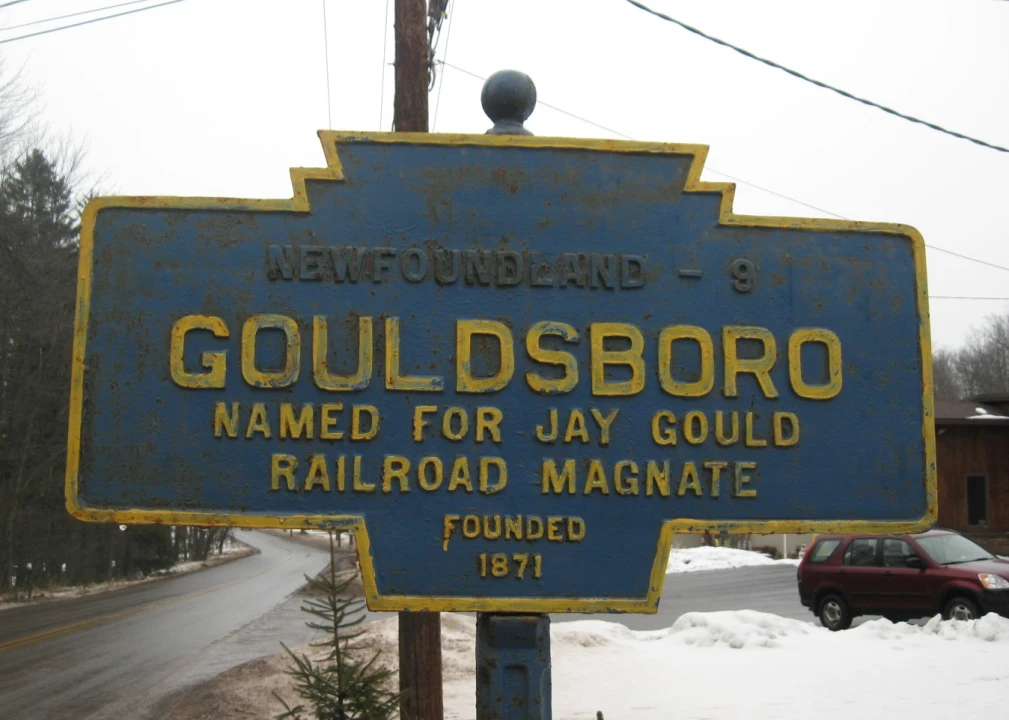 NEWFOUNDLAND - 9
GOULDSBORO
NAMED FOR JAY GOULD
RAILROAD MAGNATE
FOUNDED
1871